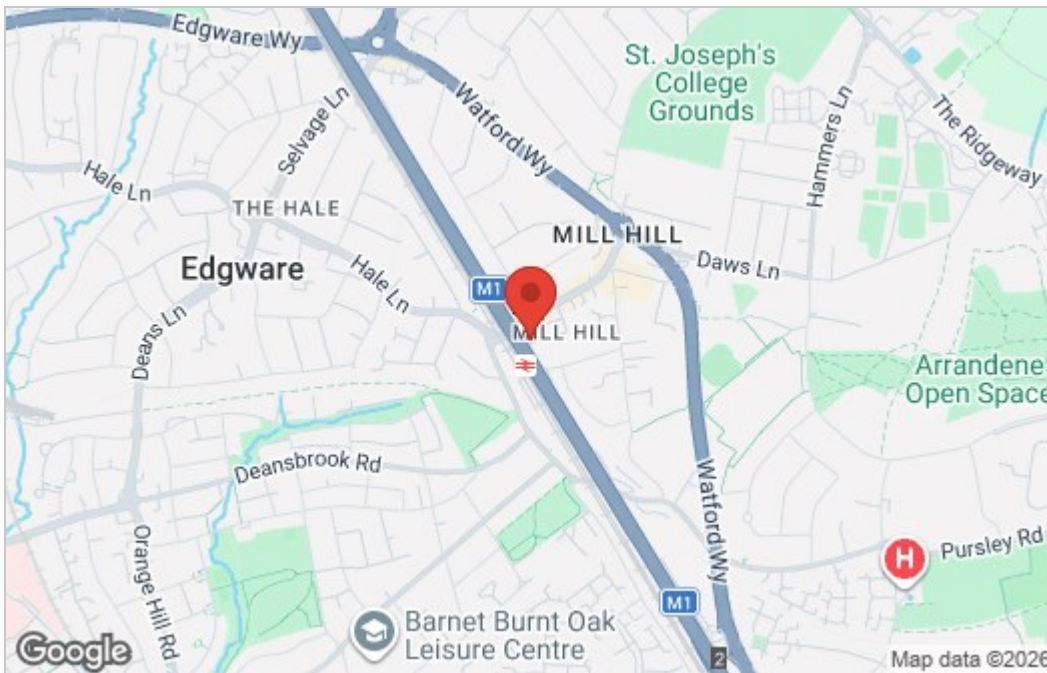 Edgware Wy
St. Joseph's
College
Grounds
Selvage Ln
Watford Wy
Hammers Ln
The Ridgeway
Hale Ln
THE HALE
MILL HILL
Edgware
Hale Ln
Daws Ln
M1
MILL HILL
Deans Ln
Arrandene
Open Space
Deansbrook Rd
Watford Wy
Orange Hill Rd
H
Pursley Rd
M1
Barnet Burnt Oak
Leisure Centre
2
Google
Map data ©2026